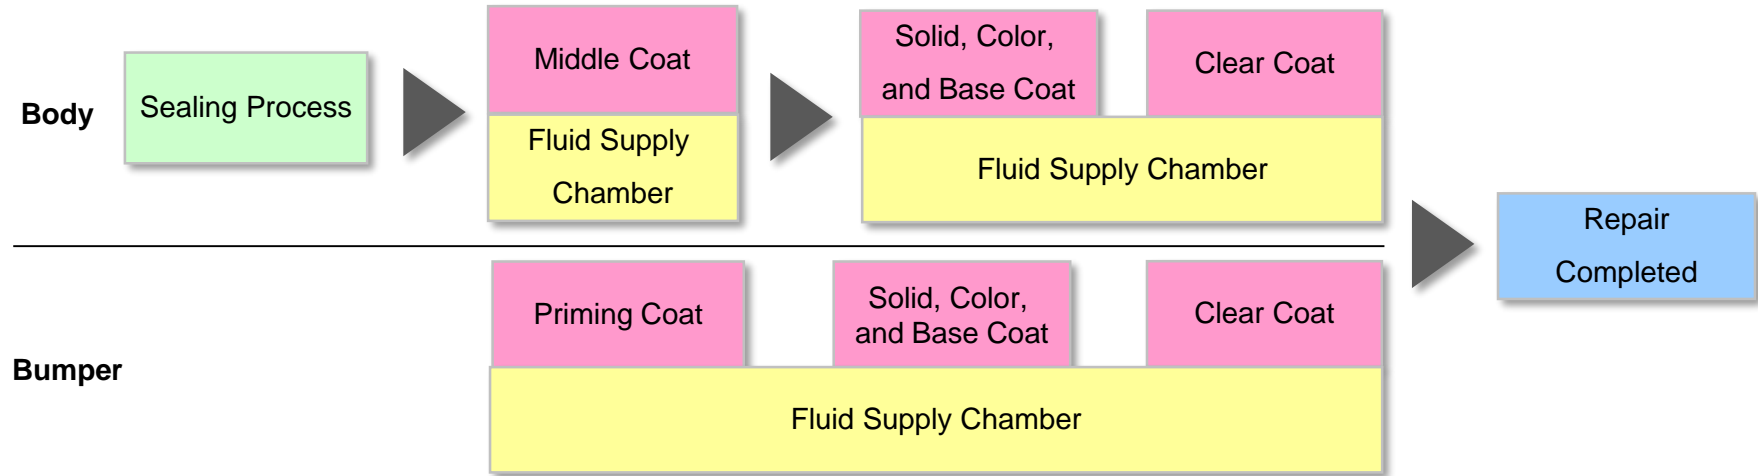 Body
Sealing Process
Middle Coat
Fluid Supply
Chamber
Solid, Color,
and Base Coat
Clear Coat
Fluid Supply Chamber
Repair
Completed
Bumper
Priming Coat
Solid, Color,
and Base Coat
Clear Coat
Fluid Supply Chamber